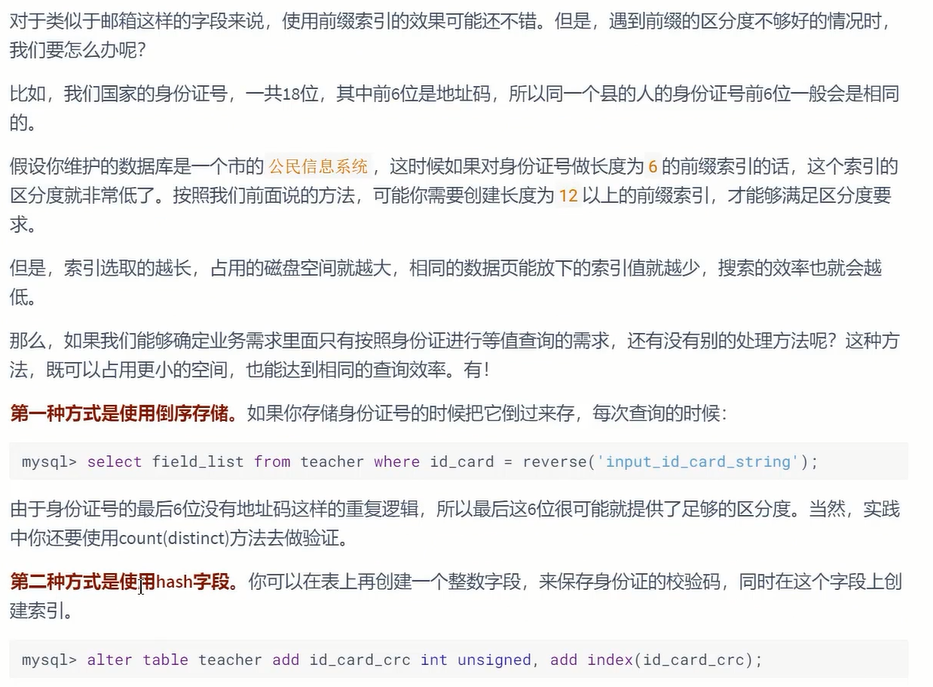 对于类似于邮箱这样的字段来说，使用前缀索引的效果可能还不错。但是，遇到前缀的区分度不够好的情况时，
我们要怎么办呢？
比如，我们国家的身份证号，一共18位，其中前6位是地址码，所以同一个县的人的身份证号前6位一般会是相同
的。
假设你维护的数据库是一个市的 公民信息系统 ，这时候如果对身份证号做长度为 6 的前缀索引的话，这个索引的
区分度就非常低了。按照我们前面说的方法，可能你需要创建长度为 12 以上的前缀索引，才能够满足区分度要
求。
但是，索引选取的越长，占用的磁盘空间就越大，相同的数据页能放下的索引值就越少，搜索的效率也就会越
低。
那么，如果我们能够确定业务需求里面只有按照身份证进行等值查询的需求，还有没有别的处理方法呢？这种方
法，既可以占用更小的空间，也能达到相同的查询效率。有！
第一种方式是使用倒序存储。如果你存储身份证号的时候把它倒过来存，每次查询的时候：
mysql> select field_list from teacher where id_card = reverse('input_id_card_string');
由于身份证号的最后6位没有地址码这样的重复逻辑，所以最后这6位很可能就提供了足够的区分度。当然，实践
中你还要使用count(distinct)方法去做验证。
第二种方式是使用hash字段。你可以在表上再创建一个整数字段，来保存身份证的校验码，同时在这个字段上创
建索引。
mysql> alter table teacher add id_card_crc int unsigned, add index(id_card_crc);